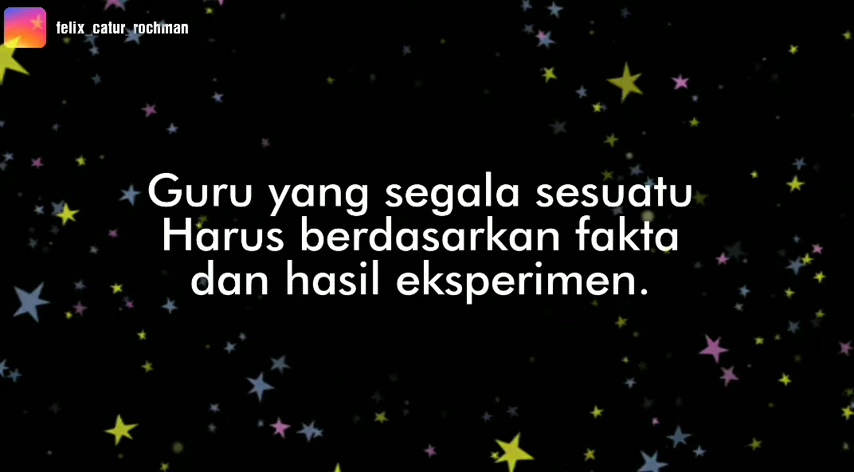 felix_catur_rochman
Guru yang segala sesuatu
Harus berdasarkan fakta
dan hasil eksperimen.